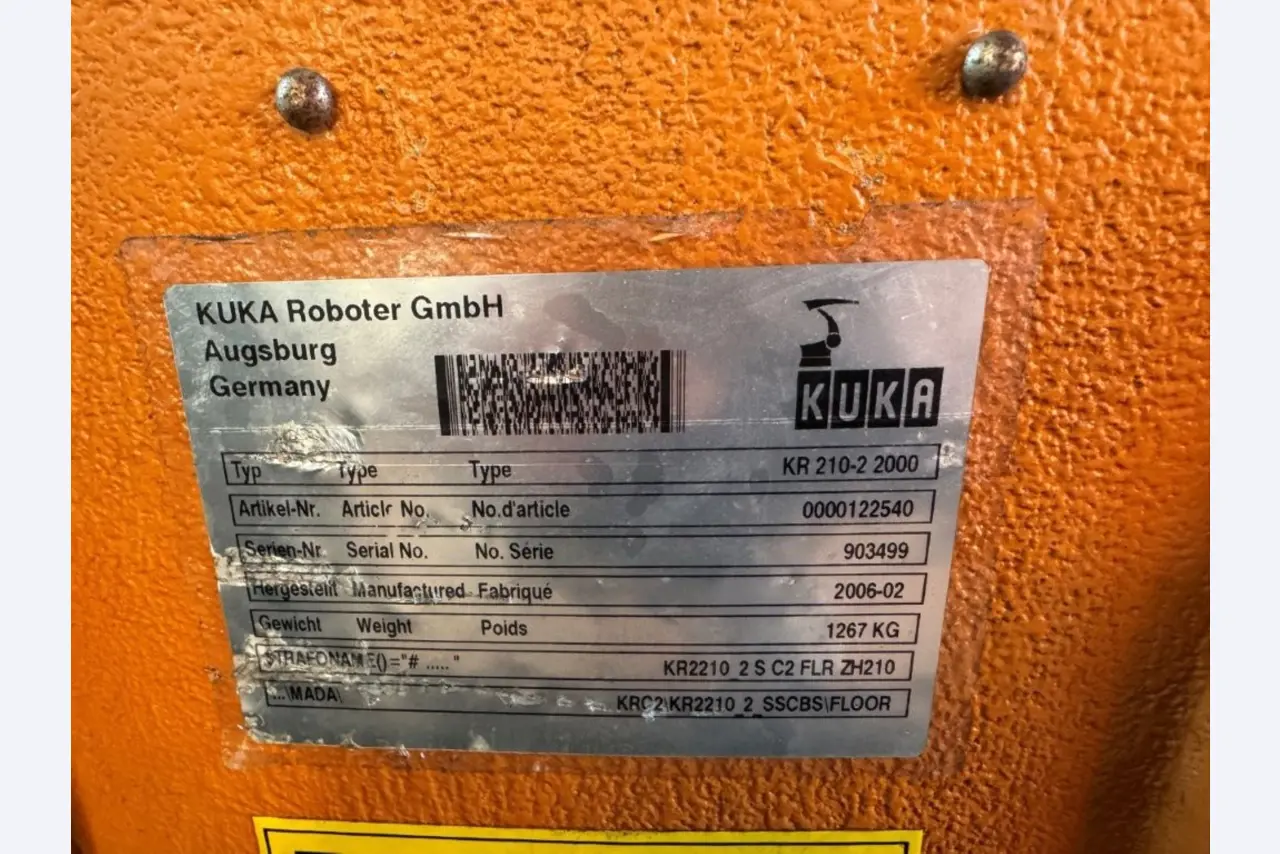 KUKA Roboter GmbH
Augsburg
Germany
KUKA
Typ Type Type KR 210-2 2000
Artikel-Nr. Article No. No.d'article 0000122540
Serien-Nr. Serial No. No. Série 903499
Hergestellt Manufactured Fabriqué 2006-02
Gewicht Weight Poids 1267 KG
$TRAFONAME()="# ....." KR2210_2 S C2 FLR ZH210
...\MADA\ KRC2\KR2210_2_SSCBS\FLOOR